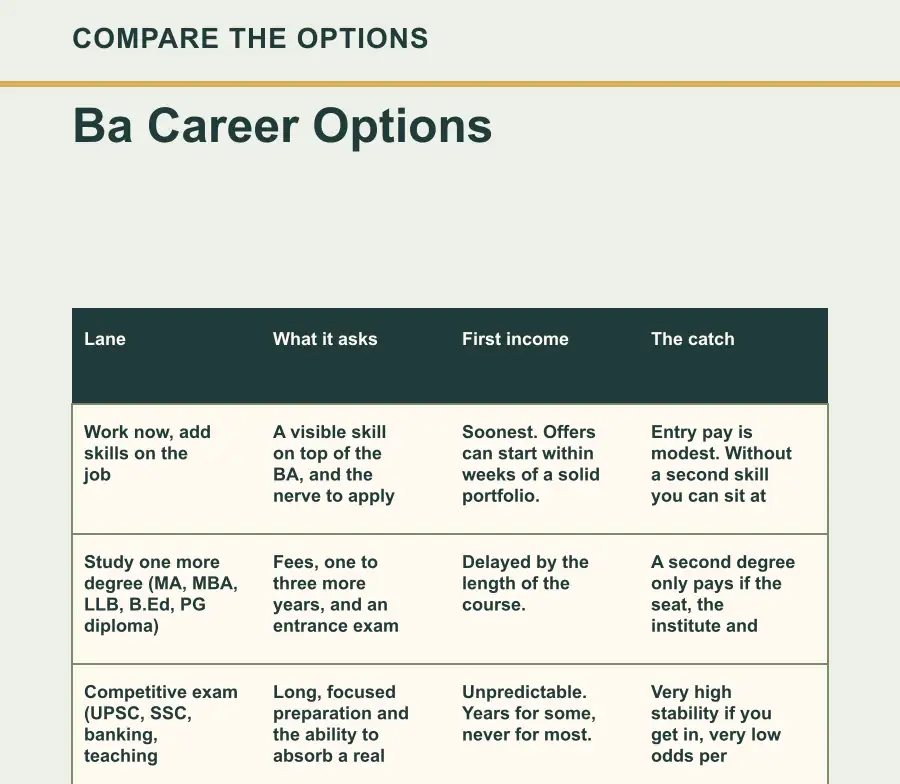 COMPARE THE OPTIONS
Ba Career Options
Lane
What it asks
First income
The catch
Work now, add
skills on the
job
A visible skill
on top of the
BA, and the
nerve to apply
Soonest. Offers
can start within
weeks of a solid
portfolio.
Entry pay is
modest. Without
a second skill
you can sit at
Study one more
degree (MA, MBA,
LLB, B.Ed, PG
diploma)
Fees, one to
three more
years, and an
entrance exam
Delayed by the
length of the
course.
A second degree
only pays if the
seat, the
institute and
Competitive exam
(UPSC, SSC,
banking,
teaching
Long, focused
preparation and
the ability to
absorb a real
Unpredictable.
Years for some,
never for most.
Very high
stability if you
get in, very low
odds per